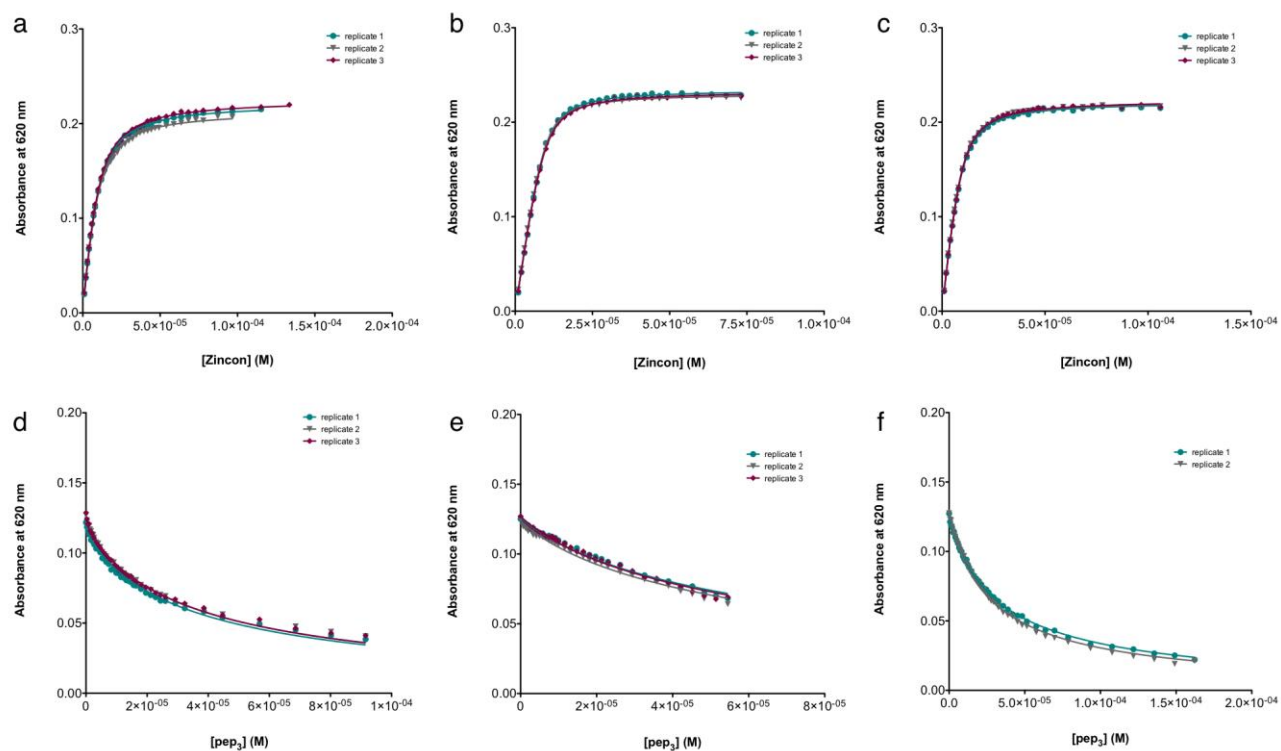 a
replicate 1
replicate 2
replicate 3
0.3
0.2
0.1
0.0
Absorbance at 620 nm
0.0
5.0×10⁻⁰⁵
1.0×10⁻⁰⁴
1.5×10⁻⁰⁴
2.0×10⁻⁰⁴
[Zincon] (M)
b
replicate 1
replicate 2
replicate 3
0.3
0.2
0.1
0.0
Absorbance at 620 nm
0.0
2.5×10⁻⁰⁵
5.0×10⁻⁰⁵
7.5×10⁻⁰⁵
1.0×10⁻⁰⁴
[Zincon] (M)
c
replicate 1
replicate 2
replicate 3
0.3
0.2
0.1
0.0
Absorbance at 620 nm
0.0
5.0×10⁻⁰⁵
1.0×10⁻⁰⁴
1.5×10⁻⁰⁴
[Zincon] (M)
d
replicate 1
replicate 2
replicate 3
0.20
0.15
0.10
0.05
0.00
Absorbance at 620 nm
0
2×10⁻⁰⁵
4×10⁻⁰⁵
6×10⁻⁰⁵
8×10⁻⁰⁵
1×10⁻⁰⁴
[pep₃] (M)
e
replicate 1
replicate 2
replicate 3
0.20
0.15
0.10
0.05
0.00
Absorbance at 620 nm
0
2×10⁻⁰⁵
4×10⁻⁰⁵
6×10⁻⁰⁵
8×10⁻⁰⁵
[pep₃] (M)
f
replicate 1
replicate 2
0.20
0.15
0.10
0.05
0.00
Absorbance at 620 nm
0.0
5.0×10⁻⁰⁵
1.0×10⁻⁰⁴
1.5×10⁻⁰⁴
2.0×10⁻⁰⁴
[pep₃] (M)